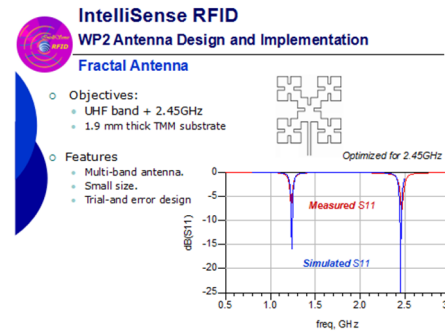 IntelliSense RFID
WP2 Antenna Design and Implementation
Fractal Antenna
Objectives:
UHF band + 2.45GHz
1.9 mm thick TMM substrate
Features
Multi-band antenna.
Small size.
Trial-and error design
Optimized for 2.45GHz
Measured S11
Simulated S11
dB(S11)
0
-5
-10
-15
-20
-25
0.5 1.0 1.5 2.0 2.5
freq, GHz
RFID